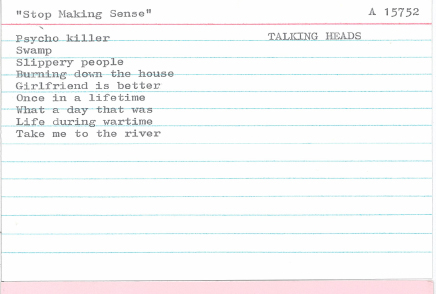 "Stop Making Sense" A 15752
Psycho killer TALKING HEADS
Swamp
Slippery people
Burning down the house
Girlfriend is better
Once in a lifetime
What a day that was
Life during wartime
Take me to the river